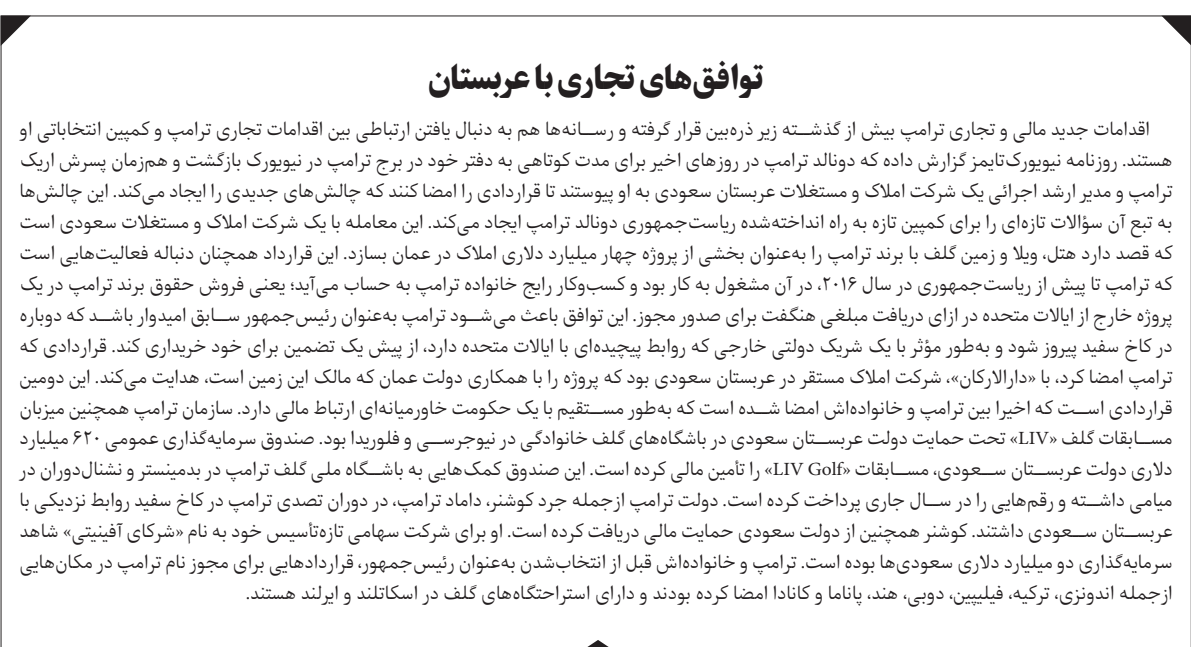 توافق‌های تجاری با عربستان
اقدامات جدید مالی و تجاری ترامپ بیش از گذشـــته زیر ذره‌بین قرار گرفته و رســـانه‌ها هم به دنبال یافتن ارتباطی بین اقدامات تجاری ترامپ و کمپین انتخاباتی او
هستند. روزنامه نیویورک‌تایمز گزارش داده که دونالد ترامپ در روزهای اخیر برای مدت کوتاهی به دفتر خود در برج ترامپ در نیویورک بازگشت و هم‌زمان پسرش اریک
ترامپ و مدیر ارشد اجرائی یک شرکت املاک و مستغلات عربستان سعودی به او پیوستند تا قراردادی را امضا کنند که چالش‌های جدیدی را ایجاد می‌کند. این چالش‌ها
به تبع آن سؤالات تازه‌ای را برای کمپین تازه به راه انداخته‌شده ریاست‌جمهوری دونالد ترامپ ایجاد می‌کند. این معامله با یک شرکت املاک و مستغلات سعودی است
که قصد دارد هتل، ویلا و زمین گلف با برند ترامپ را به‌عنوان بخشی از پروژه چهار میلیارد دلاری املاک در عمان بسازد. این قرارداد همچنان دنباله فعالیت‌هایی است
که ترامپ تا پیش از ریاست‌جمهوری در سال ۲۰۱۶، در آن مشغول به کار بود و کسب‌وکار رایج خانواده ترامپ به حساب می‌آید؛ یعنی فروش حقوق برند ترامپ در یک
پروژه خارج از ایالات متحده در ازای دریافت مبلغی هنگفت برای صدور مجوز. این توافق باعث می‌شـــود ترامپ به‌عنوان رئیس‌جمهور ســـابق امیدوار باشـــد که دوباره
در کاخ سفید پیروز شود و به‌طور مؤثر با یک شریک دولتی خارجی که روابط پیچیده‌ای با ایالات متحده دارد، از پیش یک تضمین برای خود خریداری کند. قراردادی که
ترامپ امضا کرد، با «دارالارکان»، شرکت املاک مستقر در عربستان سعودی بود که پروژه را با همکاری دولت عمان که مالک این زمین است، هدایت می‌کند. این دومین
قراردادی اســـت که اخیرا بین ترامپ و خانواده‌اش امضا شـــده است که به‌طور مســـتقیم با یک حکومت خاورمیانه‌ای ارتباط مالی دارد. سازمان ترامپ همچنین میزبان
مســـابقات گلف «LIV» تحت حمایت دولت عربســـتان سعودی در باشگاه‌های گلف خانوادگی در نیوجرســـی و فلوریدا بود. صندوق سرمایه‌گذاری عمومی ۶۲۰ میلیارد
دلاری دولت عربســـتان ســـعودی، مســـابقات «LIV Golf» را تأمین مالی کرده است. این صندوق کمک‌هایی به باشـــگاه ملی گلف ترامپ در بدمینستر و نشنال‌دوران در
میامی داشـــته و رقم‌هایی را در ســـال جاری پرداخت کرده است. دولت ترامپ ازجمله جرد کوشنر، داماد ترامپ، در دوران تصدی ترامپ در کاخ سفید روابط نزدیکی با
عربســـتان ســـعودی داشتند. کوشنر همچنین از دولت سعودی حمایت مالی دریافت کرده است. او برای شرکت سهامی تازه‌تأسیس خود به نام «شرکای آفینیتی» شاهد
سرمایه‌گذاری دو میلیارد دلاری سعودی‌ها بوده است. ترامپ و خانواده‌اش قبل از انتخاب‌شدن به‌عنوان رئیس‌جمهور، قراردادهایی برای مجوز نام ترامپ در مکان‌هایی
ازجمله اندونزی، ترکیه، فیلیپین، دوبی، هند، پاناما و کانادا امضا کرده بودند و دارای استراحتگاه‌های گلف در اسکاتلند و ایرلند هستند.